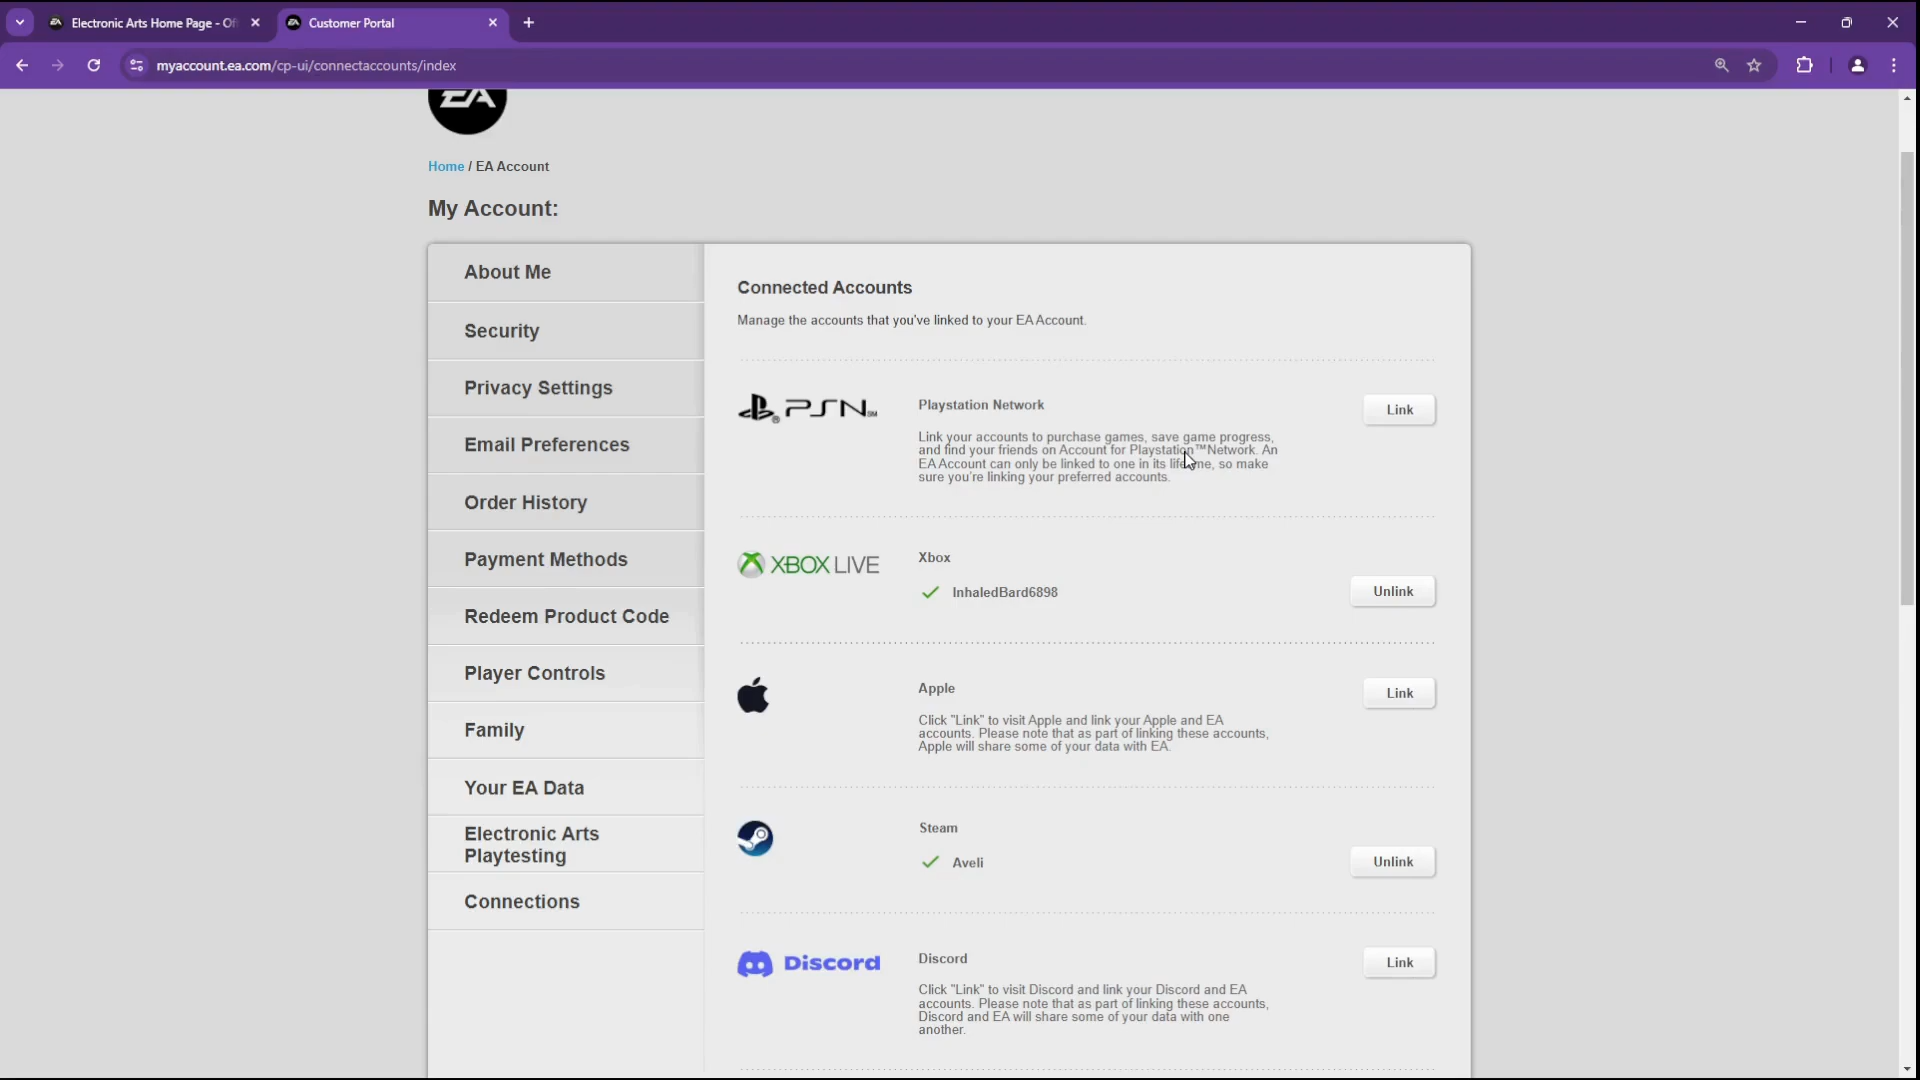 Electronic Arts Home Page - Of
Customer Portal
myaccount.ea.com/cp-ui/connectaccounts/index
EA
Home / EA Account
My Account:
About Me
Security
Privacy Settings
Email Preferences
Order History
Payment Methods
Redeem Product Code
Player Controls
Family
Your EA Data
Electronic Arts
Playtesting
Connections
Connected Accounts
Manage the accounts that you've linked to your EA Account.
PSN SM
Playstation Network
Link
Link your accounts to purchase games, save game progress,
and find your friends on Account for Playstation™Network. An
EA Account can only be linked to one in its lifetime, so make
sure you're linking your preferred accounts.
XBOX LIVE
Xbox
InhaledBard6898
Unlink
Apple
Link
Click "Link" to visit Apple and link your Apple and EA
accounts. Please note that as part of linking these accounts,
Apple will share some of your data with EA.
Steam
Aveli
Unlink
Discord
Discord
Link
Click "Link" to visit Discord and link your Discord and EA
accounts. Please note that as part of linking these accounts,
Discord and EA will share some of your data with one
another.